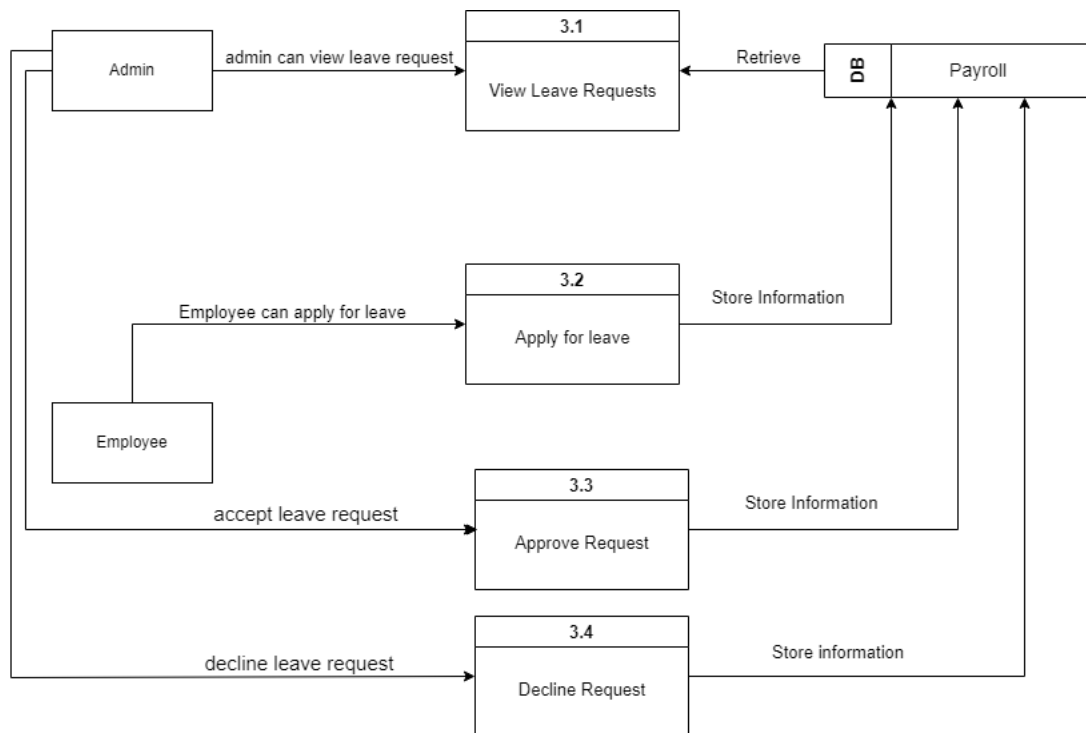 3.1
Admin
admin can view leave request
View Leave Requests
Retrieve
DB
Payroll
3.2
Employee can apply for leave
Apply for leave
Store Information
Employee
3.3
accept leave request
Approve Request
Store Information
3.4
decline leave request
Decline Request
Store information